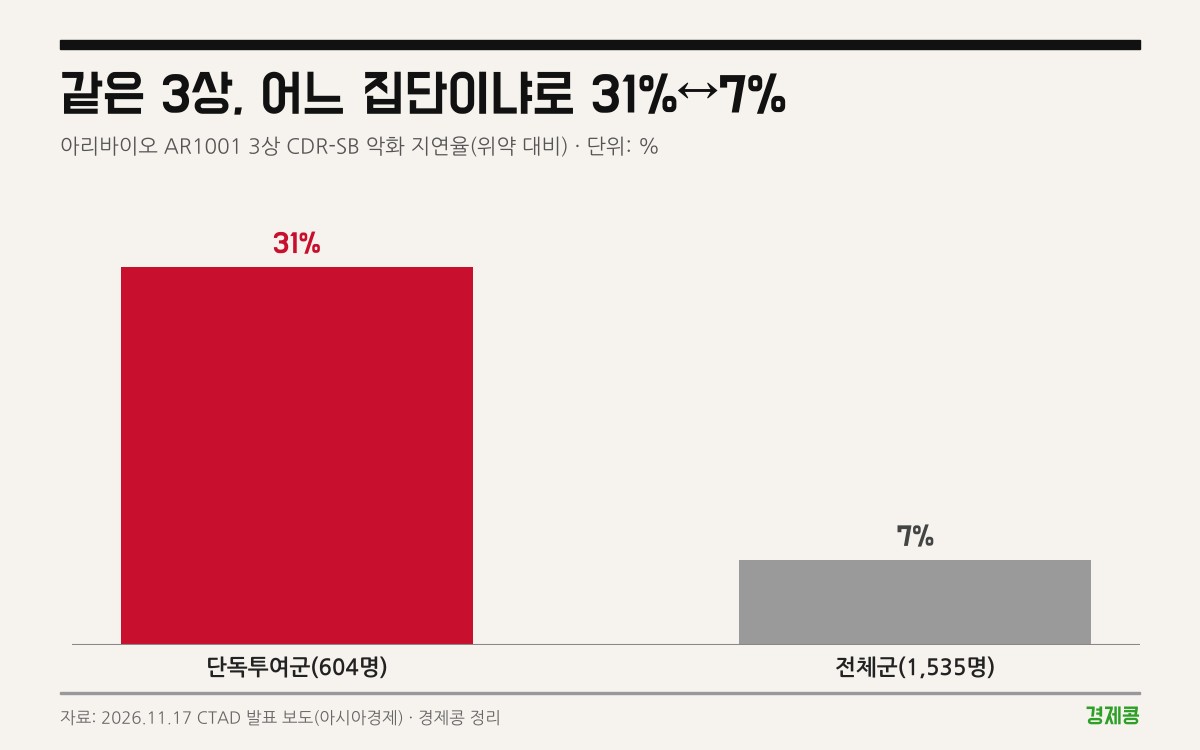 같은 3상, 어느 집단이냐로 31%↔7%
아리바이오 AR1001 3상 CDR-SB 악화 지연율(위약 대비) · 단위: %
31%
7%
단독투여군(604명)
전체군(1,535명)
자료: 2026.11.17 CTAD 발표 보도(아시아경제) · 경제콩 정리
경제콩